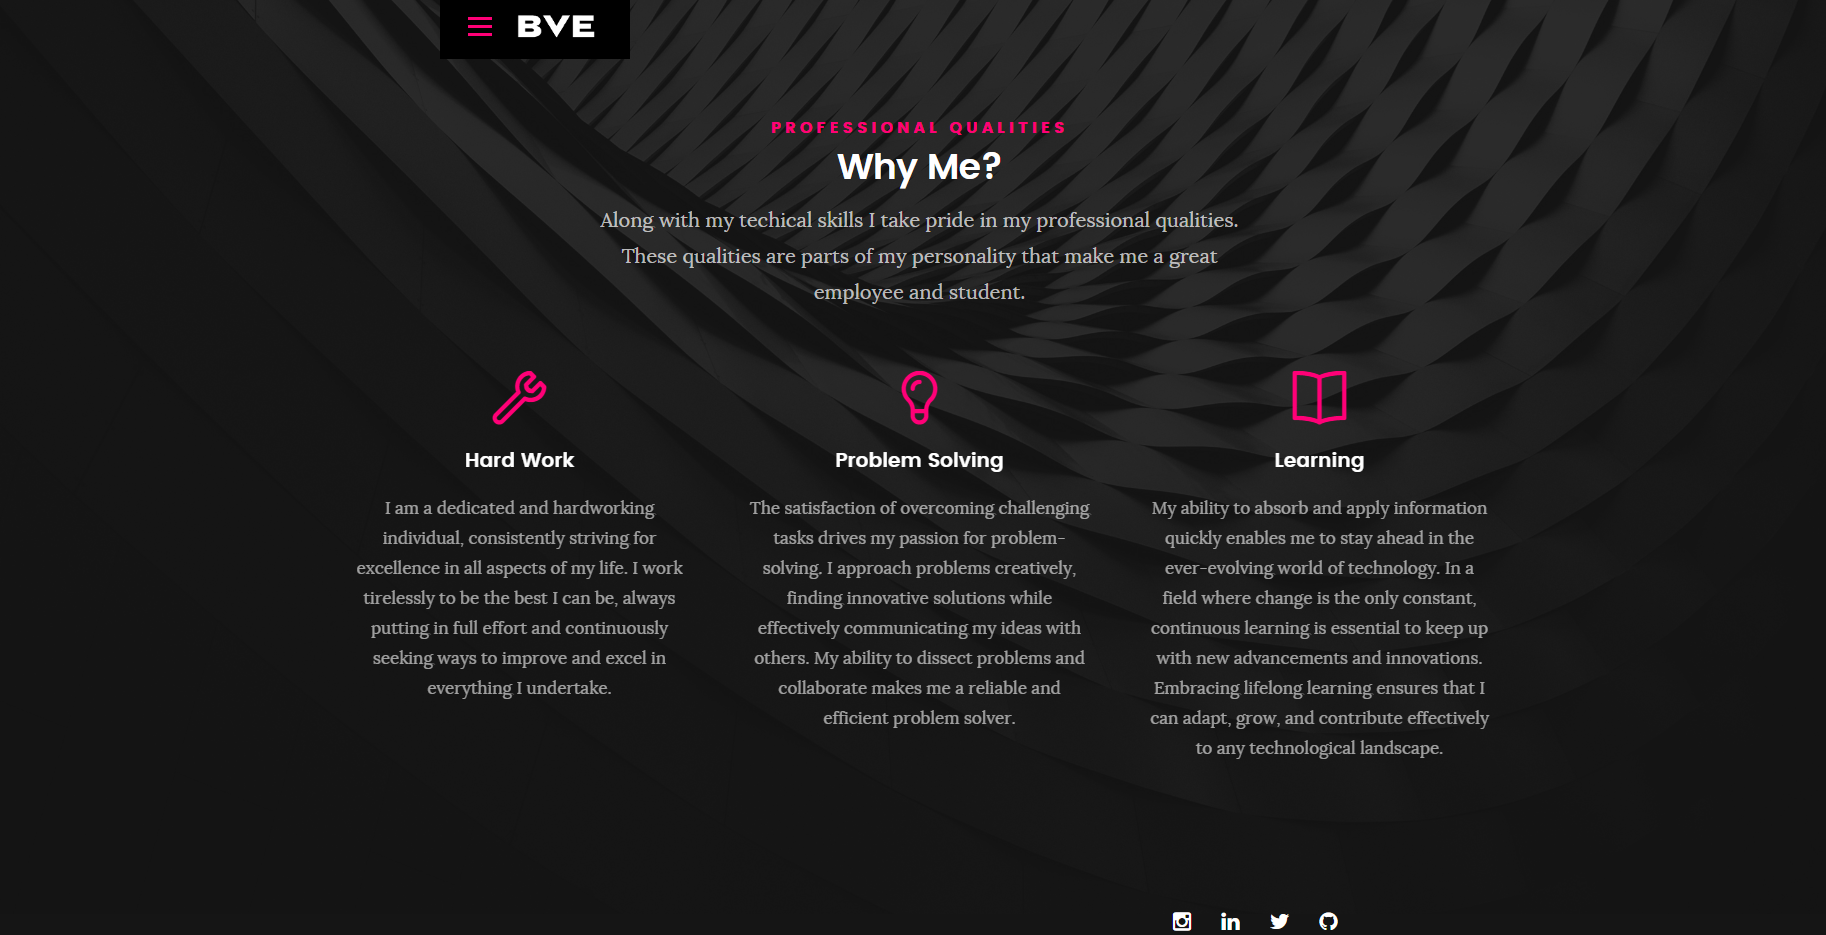 BVE
PROFESSIONAL QUALITIES
Why Me?
Along with my techical skills I take pride in my professional qualities.
These qualities are parts of my personality that make me a great
employee and student.
Hard Work
I am a dedicated and hardworking
individual, consistently striving for
excellence in all aspects of my life. I work
tirelessly to be the best I can be, always
putting in full effort and continuously
seeking ways to improve and excel in
everything I undertake.
Problem Solving
The satisfaction of overcoming challenging
tasks drives my passion for problem-
solving. I approach problems creatively,
finding innovative solutions while
effectively communicating my ideas with
others. My ability to dissect problems and
collaborate makes me a reliable and
efficient problem solver.
Learning
My ability to absorb and apply information
quickly enables me to stay ahead in the
ever-evolving world of technology. In a
field where change is the only constant,
continuous learning is essential to keep up
with new advancements and innovations.
Embracing lifelong learning ensures that I
can adapt, grow, and contribute effectively
to any technological landscape.